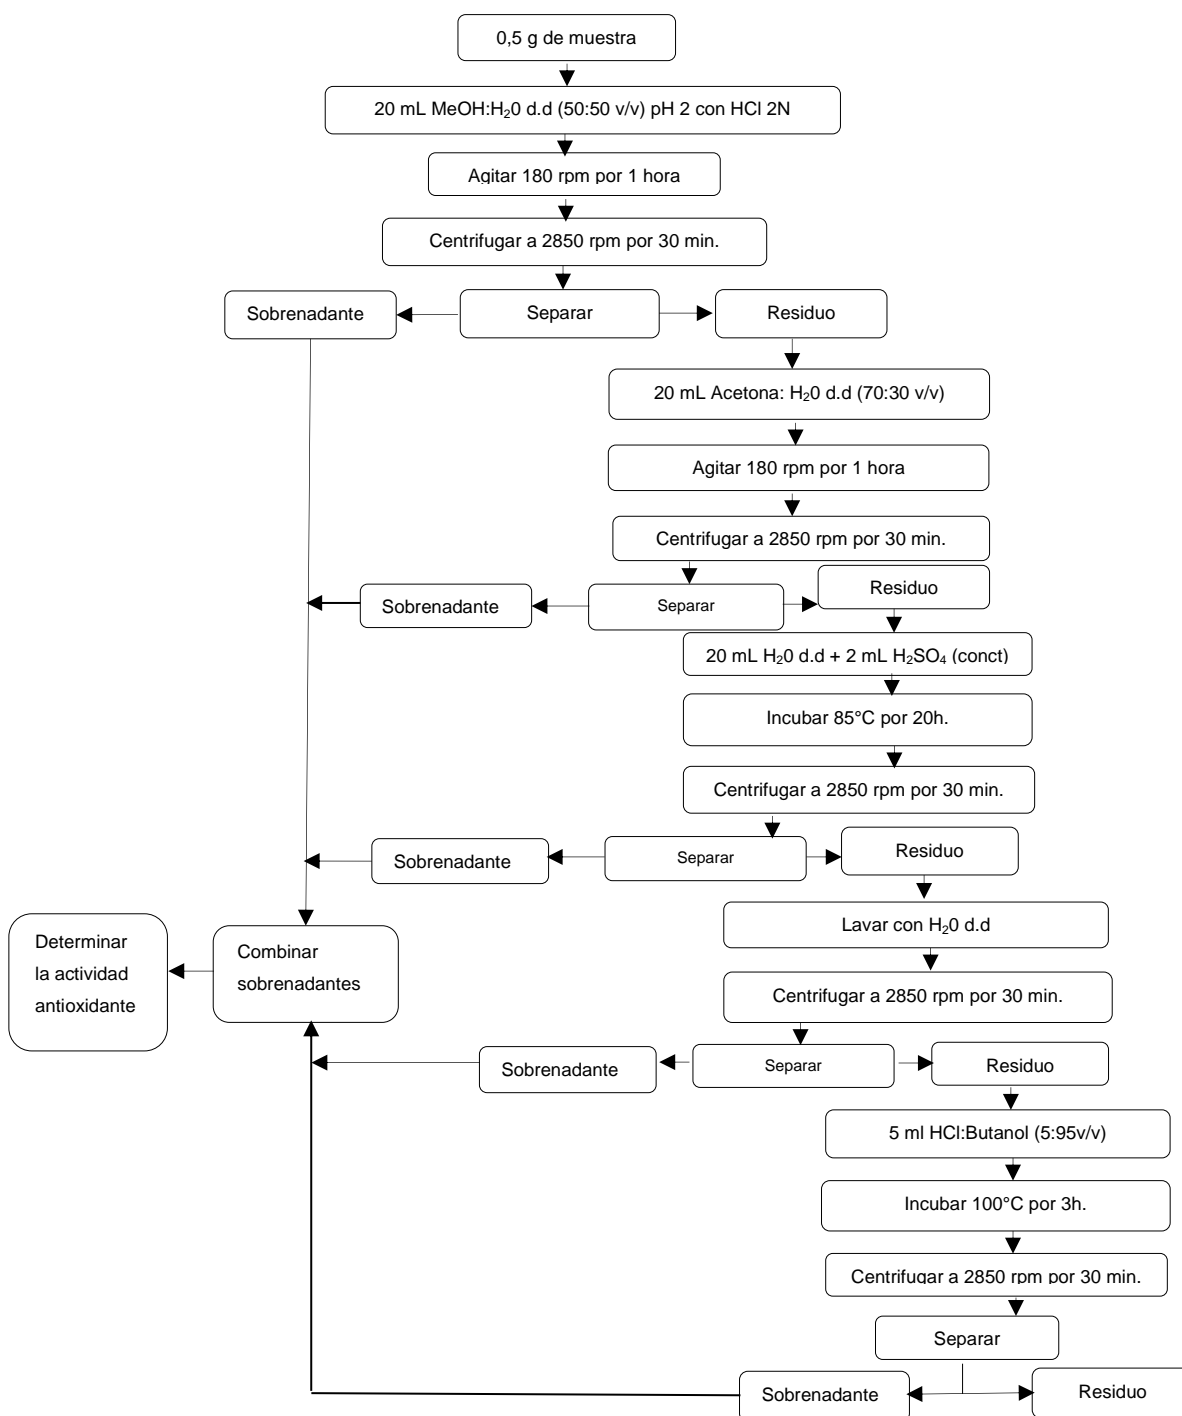 0,5 g de muestra
20 mL MeOH:H₂0 d.d (50:50 v/v) pH 2 con HCl 2N
Agitar 180 rpm por 1 hora
Centrifugar a 2850 rpm por 30 min.
Sobrenadante
Separar
Residuo
20 mL Acetona: H₂0 d.d (70:30 v/v)
Agitar 180 rpm por 1 hora
Centrifugar a 2850 rpm por 30 min.
Sobrenadante
Separar
Residuo
20 mL H₂0 d.d + 2 mL H₂SO₄ (conct)
Incubar 85°C por 20h.
Centrifugar a 2850 rpm por 30 min.
Sobrenadante
Separar
Residuo
Lavar con H₂0 d.d
Determinar
la actividad
antioxidante
Combinar
sobrenadantes
Centrifugar a 2850 rpm por 30 min.
Sobrenadante
Separar
Residuo
5 ml HCl:Butanol (5:95v/v)
Incubar 100°C por 3h.
Centrifugar a 2850 rpm por 30 min.
Separar
Sobrenadante
Residuo